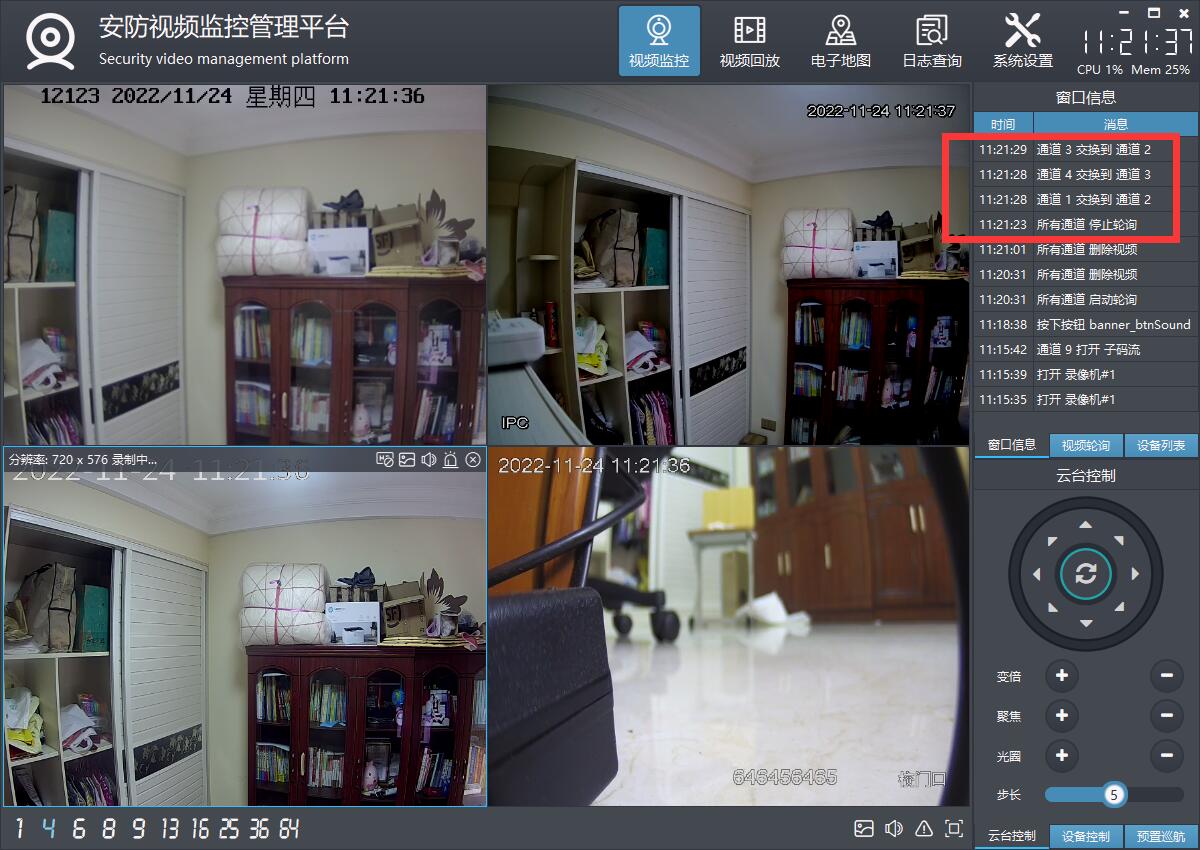 安防视频监控管理平台
Security video management platform
视频监控
视频回放
电子地图
日志查询
系统设置
11:21:37
CPU 1% Mem 25%
12123 2022/11/24 星期四 11:21:36
2022-11-24 11:21:37
IPC
分辨率: 720 x 576 录制中...
2022-11-24 11:21:36
2022-11-24 11:21:36
646456465
校门口
窗口信息
时间 消息
11:21:29 通道 3 交换到 通道 2
11:21:28 通道 4 交换到 通道 3
11:21:28 通道 1 交换到 通道 2
11:21:23 所有通道 停止轮询
11:21:01 所有通道 删除视频
11:20:31 所有通道 删除视频
11:20:31 所有通道 启动轮询
11:18:38 按下按钮 banner_btnSound
11:15:42 通道 9 打开 子码流
11:15:39 打开 录像机#1
11:15:35 打开 录像机#1
窗口信息 视频轮询 设备列表
云台控制
变倍
聚焦
光圈
步长 5
云台控制 设备控制 预置巡航
1 4 6 8 9 13 16 25 36 64